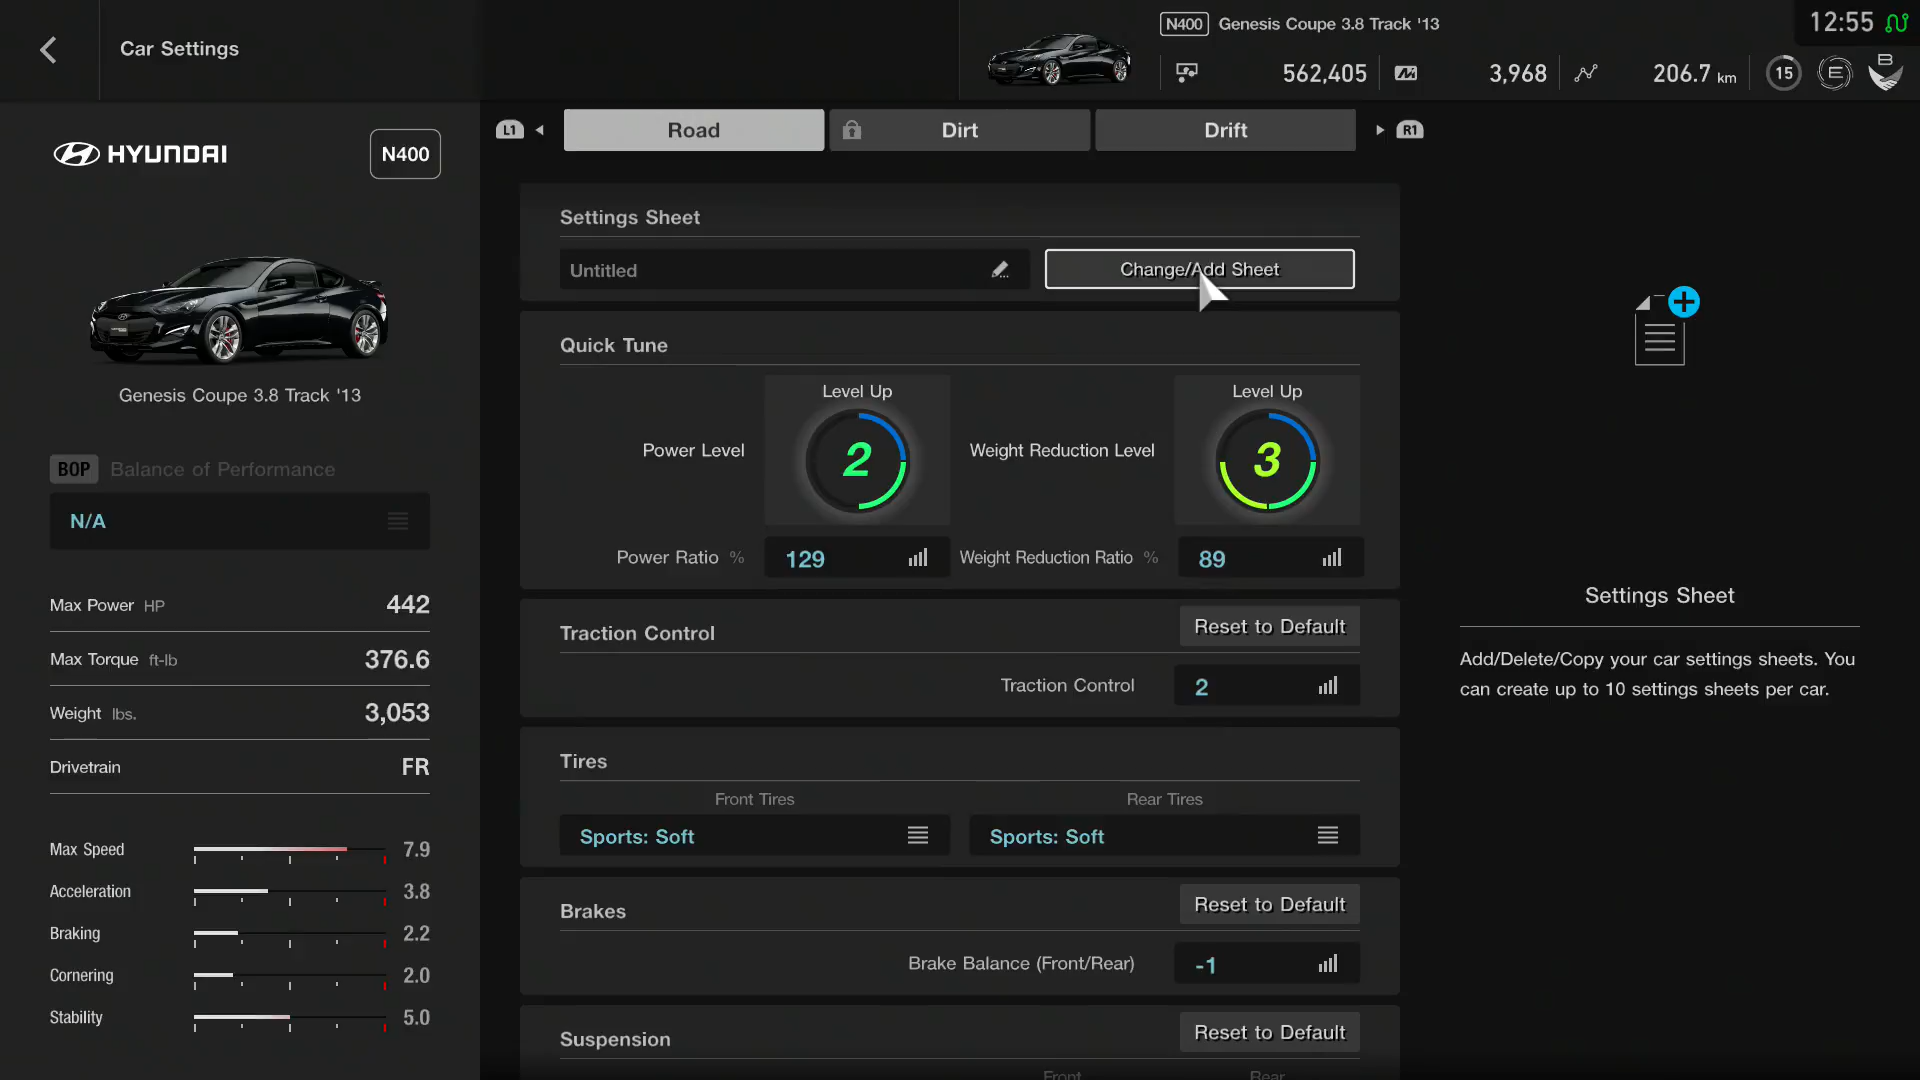 Car Settings
N400 Genesis Coupe 3.8 Track '13
12:55
562,405
3,968
206.7 km
15
E
B
L1
Road
Dirt
Drift
R1
HYUNDAI
N400
Genesis Coupe 3.8 Track '13
BOP Balance of Performance
N/A
Max Power HP 442
Max Torque ft-lb 376.6
Weight lbs. 3,053
Drivetrain FR
Max Speed 7.9
Acceleration 3.8
Braking 2.2
Cornering 2.0
Stability 5.0
Settings Sheet
Untitled
Change/Add Sheet
Quick Tune
Level Up
Power Level 2
Level Up
Weight Reduction Level 3
Power Ratio % 129
Weight Reduction Ratio % 89
Traction Control
Reset to Default
Traction Control 2
Tires
Front Tires
Rear Tires
Sports: Soft
Sports: Soft
Brakes
Reset to Default
Brake Balance (Front/Rear) -1
Suspension
Reset to Default
Front
Rear
Settings Sheet
Add/Delete/Copy your car settings sheets. You
can create up to 10 settings sheets per car.